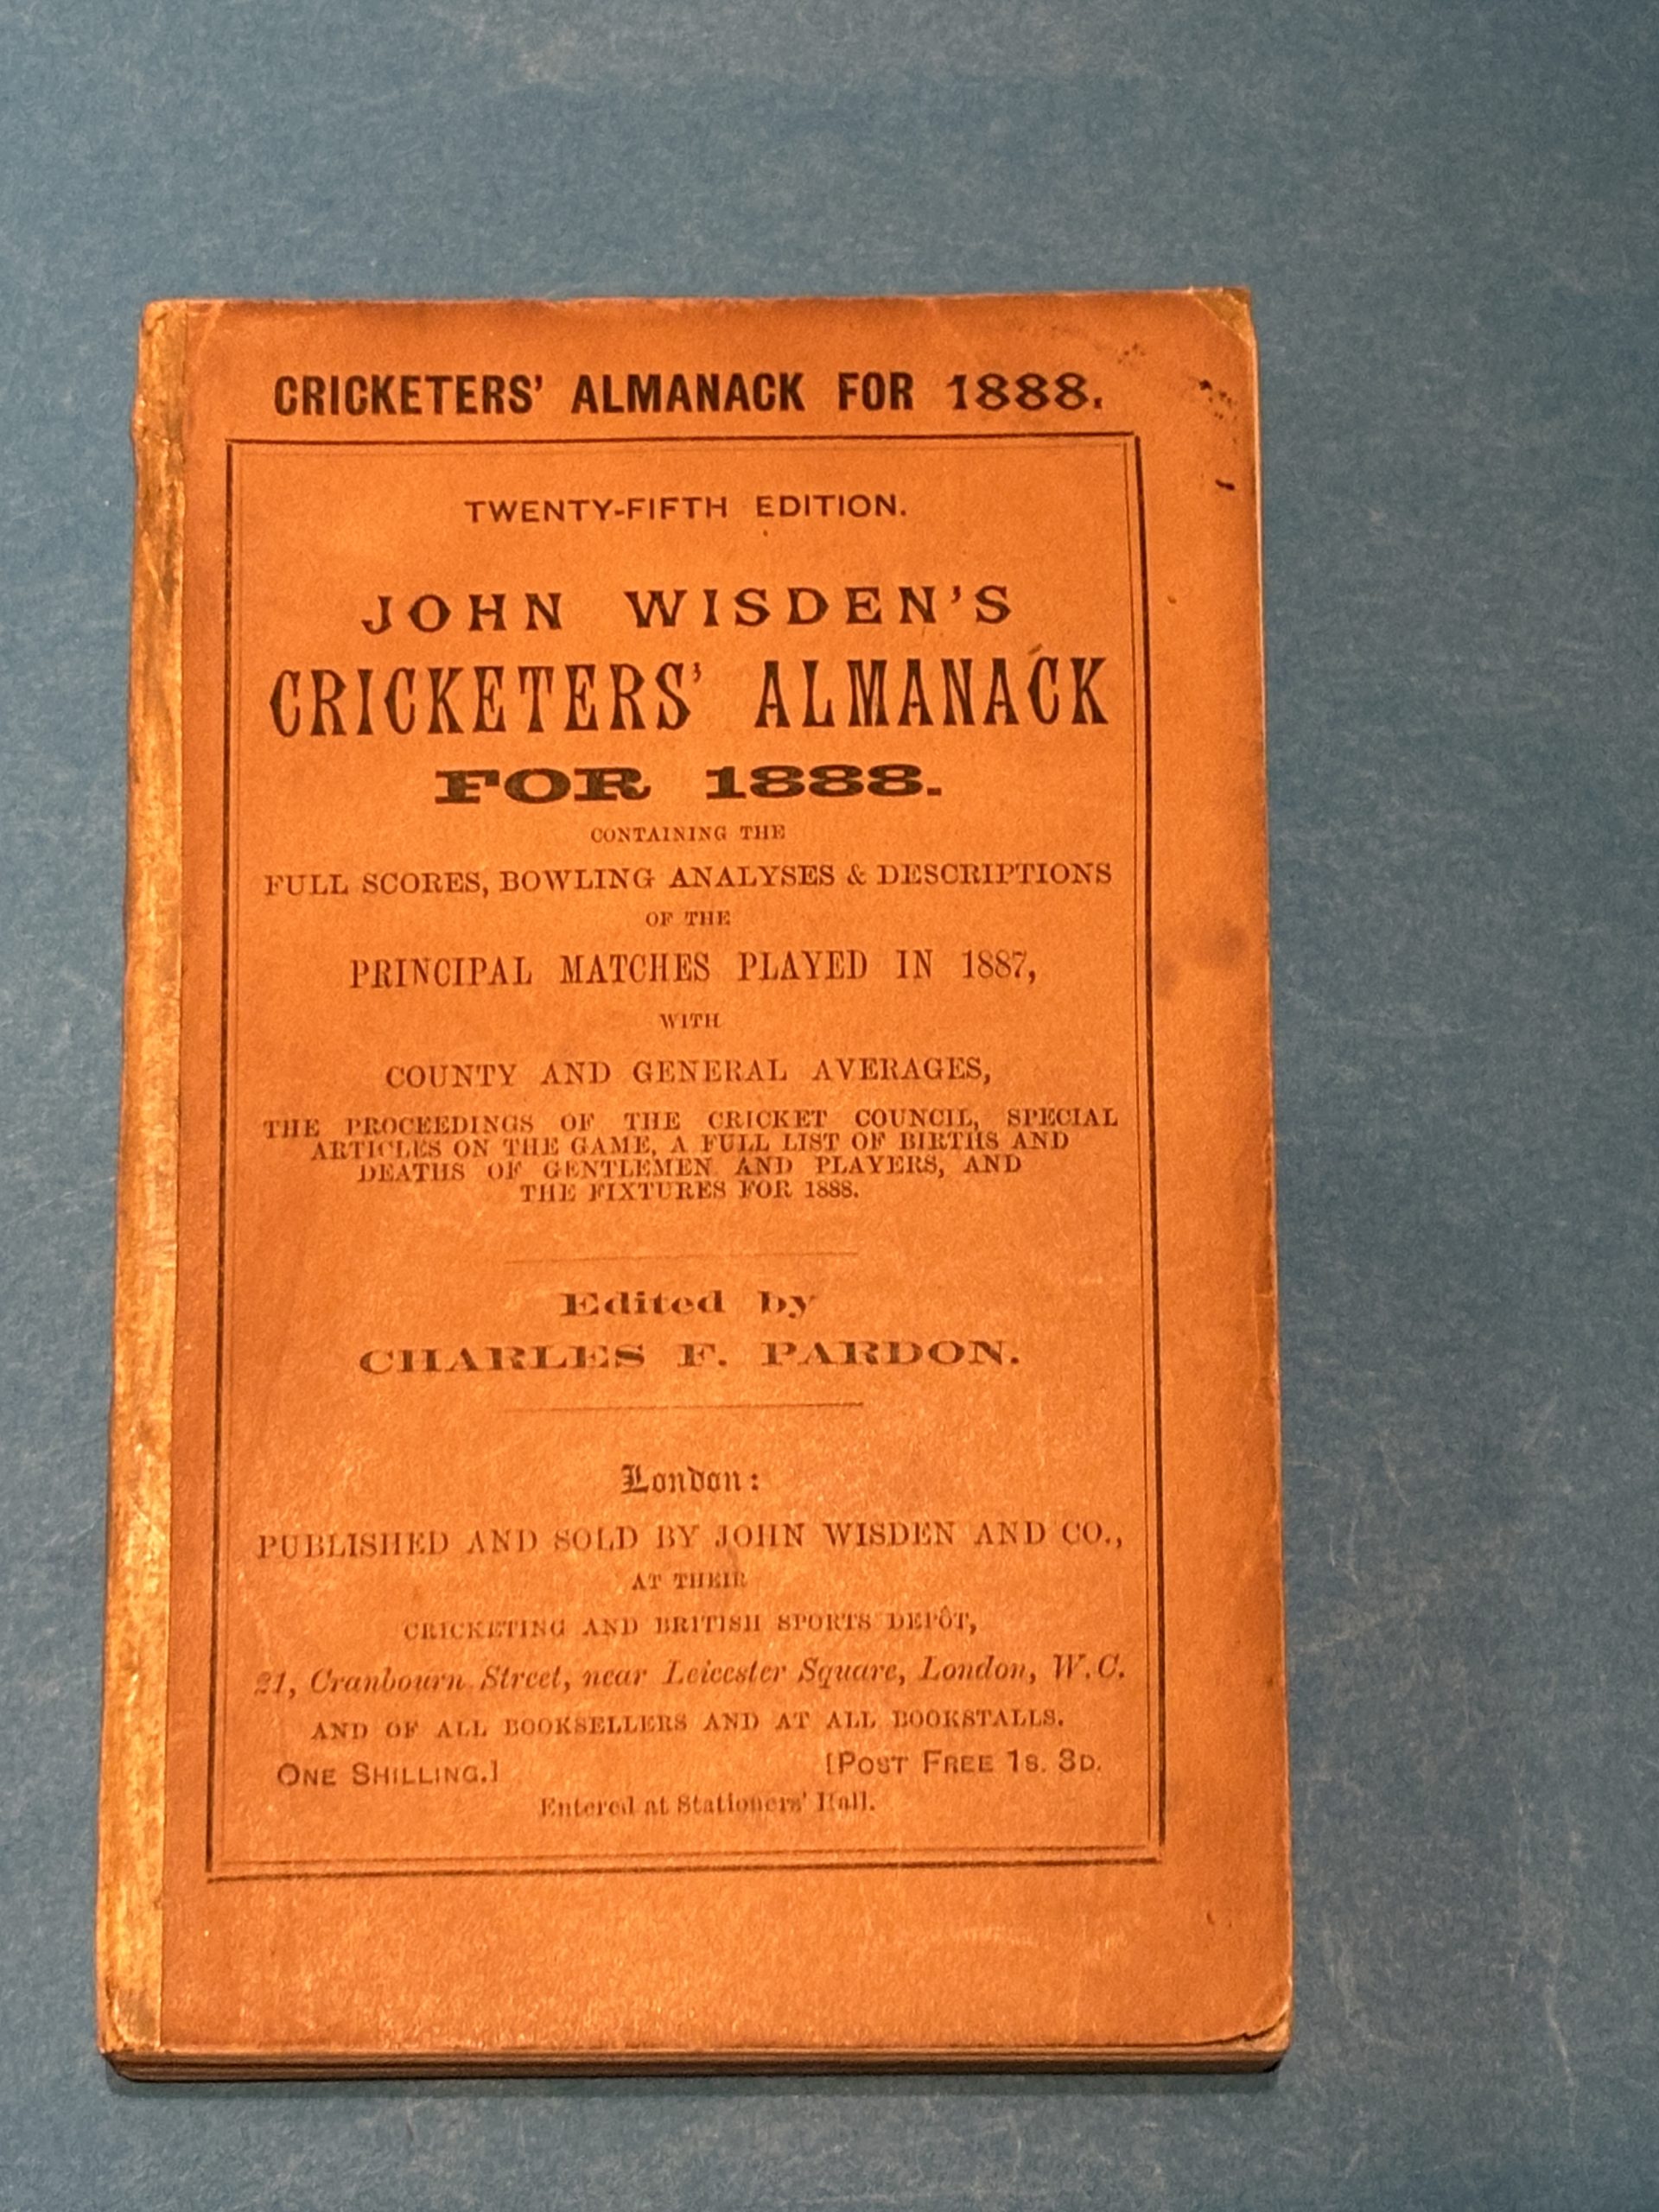 CRICKETERS' ALMANACK FOR 1888.
TWENTY-FIFTH EDITION.
JOHN WISDEN'S
CRICKETERS' ALMANACK
FOR 1888.
CONTAINING THE
FULL SCORES, BOWLING ANALYSES & DESCRIPTIONS
OF THE
PRINCIPAL MATCHES PLAYED IN 1887,
WITH
COUNTY AND GENERAL AVERAGES,
THE PROCEEDINGS OF THE CRICKET COUNCIL, SPECIAL
ARTICLES ON THE GAME, A FULL LIST OF BIRTHS AND
DEATHS OF GENTLEMEN AND PLAYERS, AND
THE FIXTURES FOR 1888.
Edited by
CHARLES F. PARDON.
London:
PUBLISHED AND SOLD BY JOHN WISDEN AND CO.,
AT THEIR
CRICKETING AND BRITISH SPORTS DEPÔT,
21, Cranbourn Street, near Leicester Square, London, W.C.
AND OF ALL BOOKSELLERS AND AT ALL BOOKSTALLS.
ONE SHILLING.] [POST FREE 1S. 3D.
Entered at Stationers' Hall.